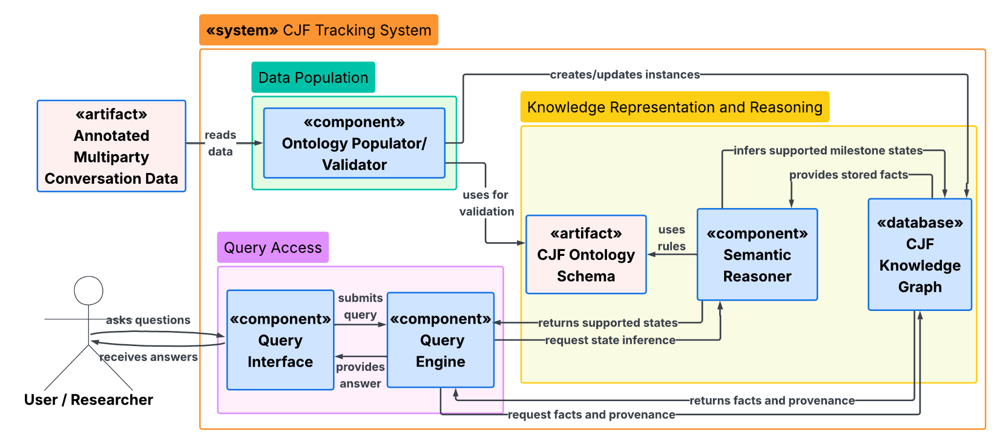 «system» CJF Tracking System
Data Population
creates/updates instances
Knowledge Representation and Reasoning
«artifact»
Annotated
Multiparty
Conversation Data
reads
data
«component»
Ontology Populator/
Validator
infers supported milestone states
provides stored facts
uses for
validation
«artifact»
CJF Ontology
Schema
uses
rules
«component»
Semantic
Reasoner
«database»
CJF
Knowledge
Graph
Query Access
asks questions
receives answers
User / Researcher
«component»
Query
Interface
submits
query
provides
answer
«component»
Query
Engine
returns supported states
request state inference
returns facts and provenance
request facts and provenance